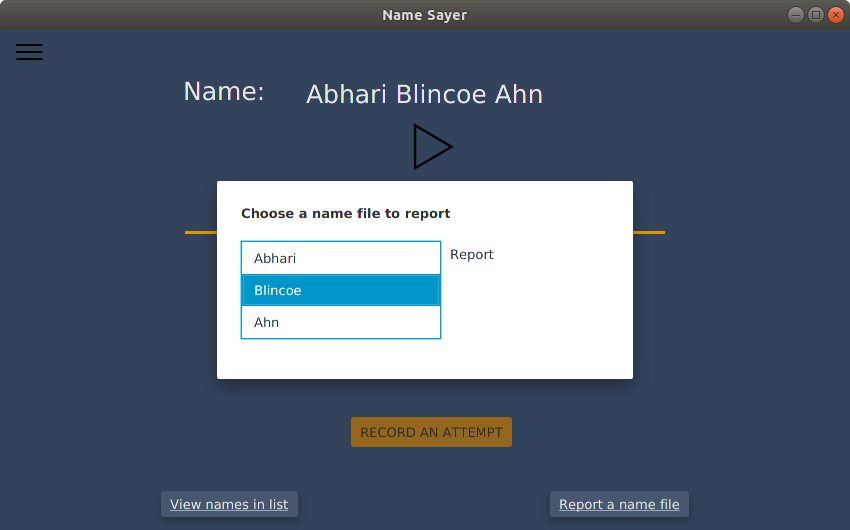 Name Sayer
Name: Abhari Blincoe Ahn
Choose a name file to report
Abhari Report
Blincoe
Ahn
RECORD AN ATTEMPT
View names in list Report a name file